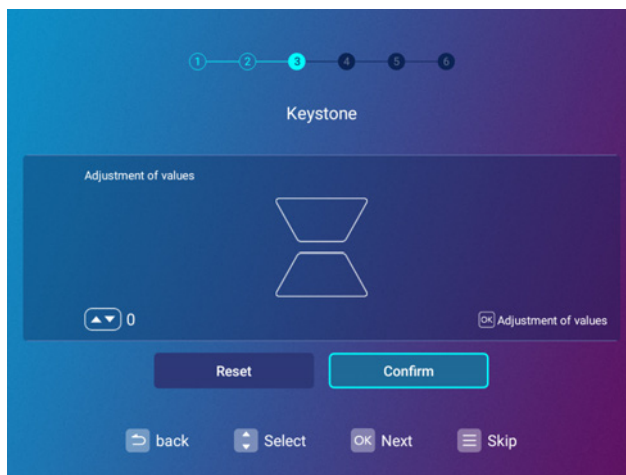 1 2 3 4 5 6
Keystone
Adjustment of values
0
OK Adjustment of values
Reset Confirm
back Select OK Next Skip